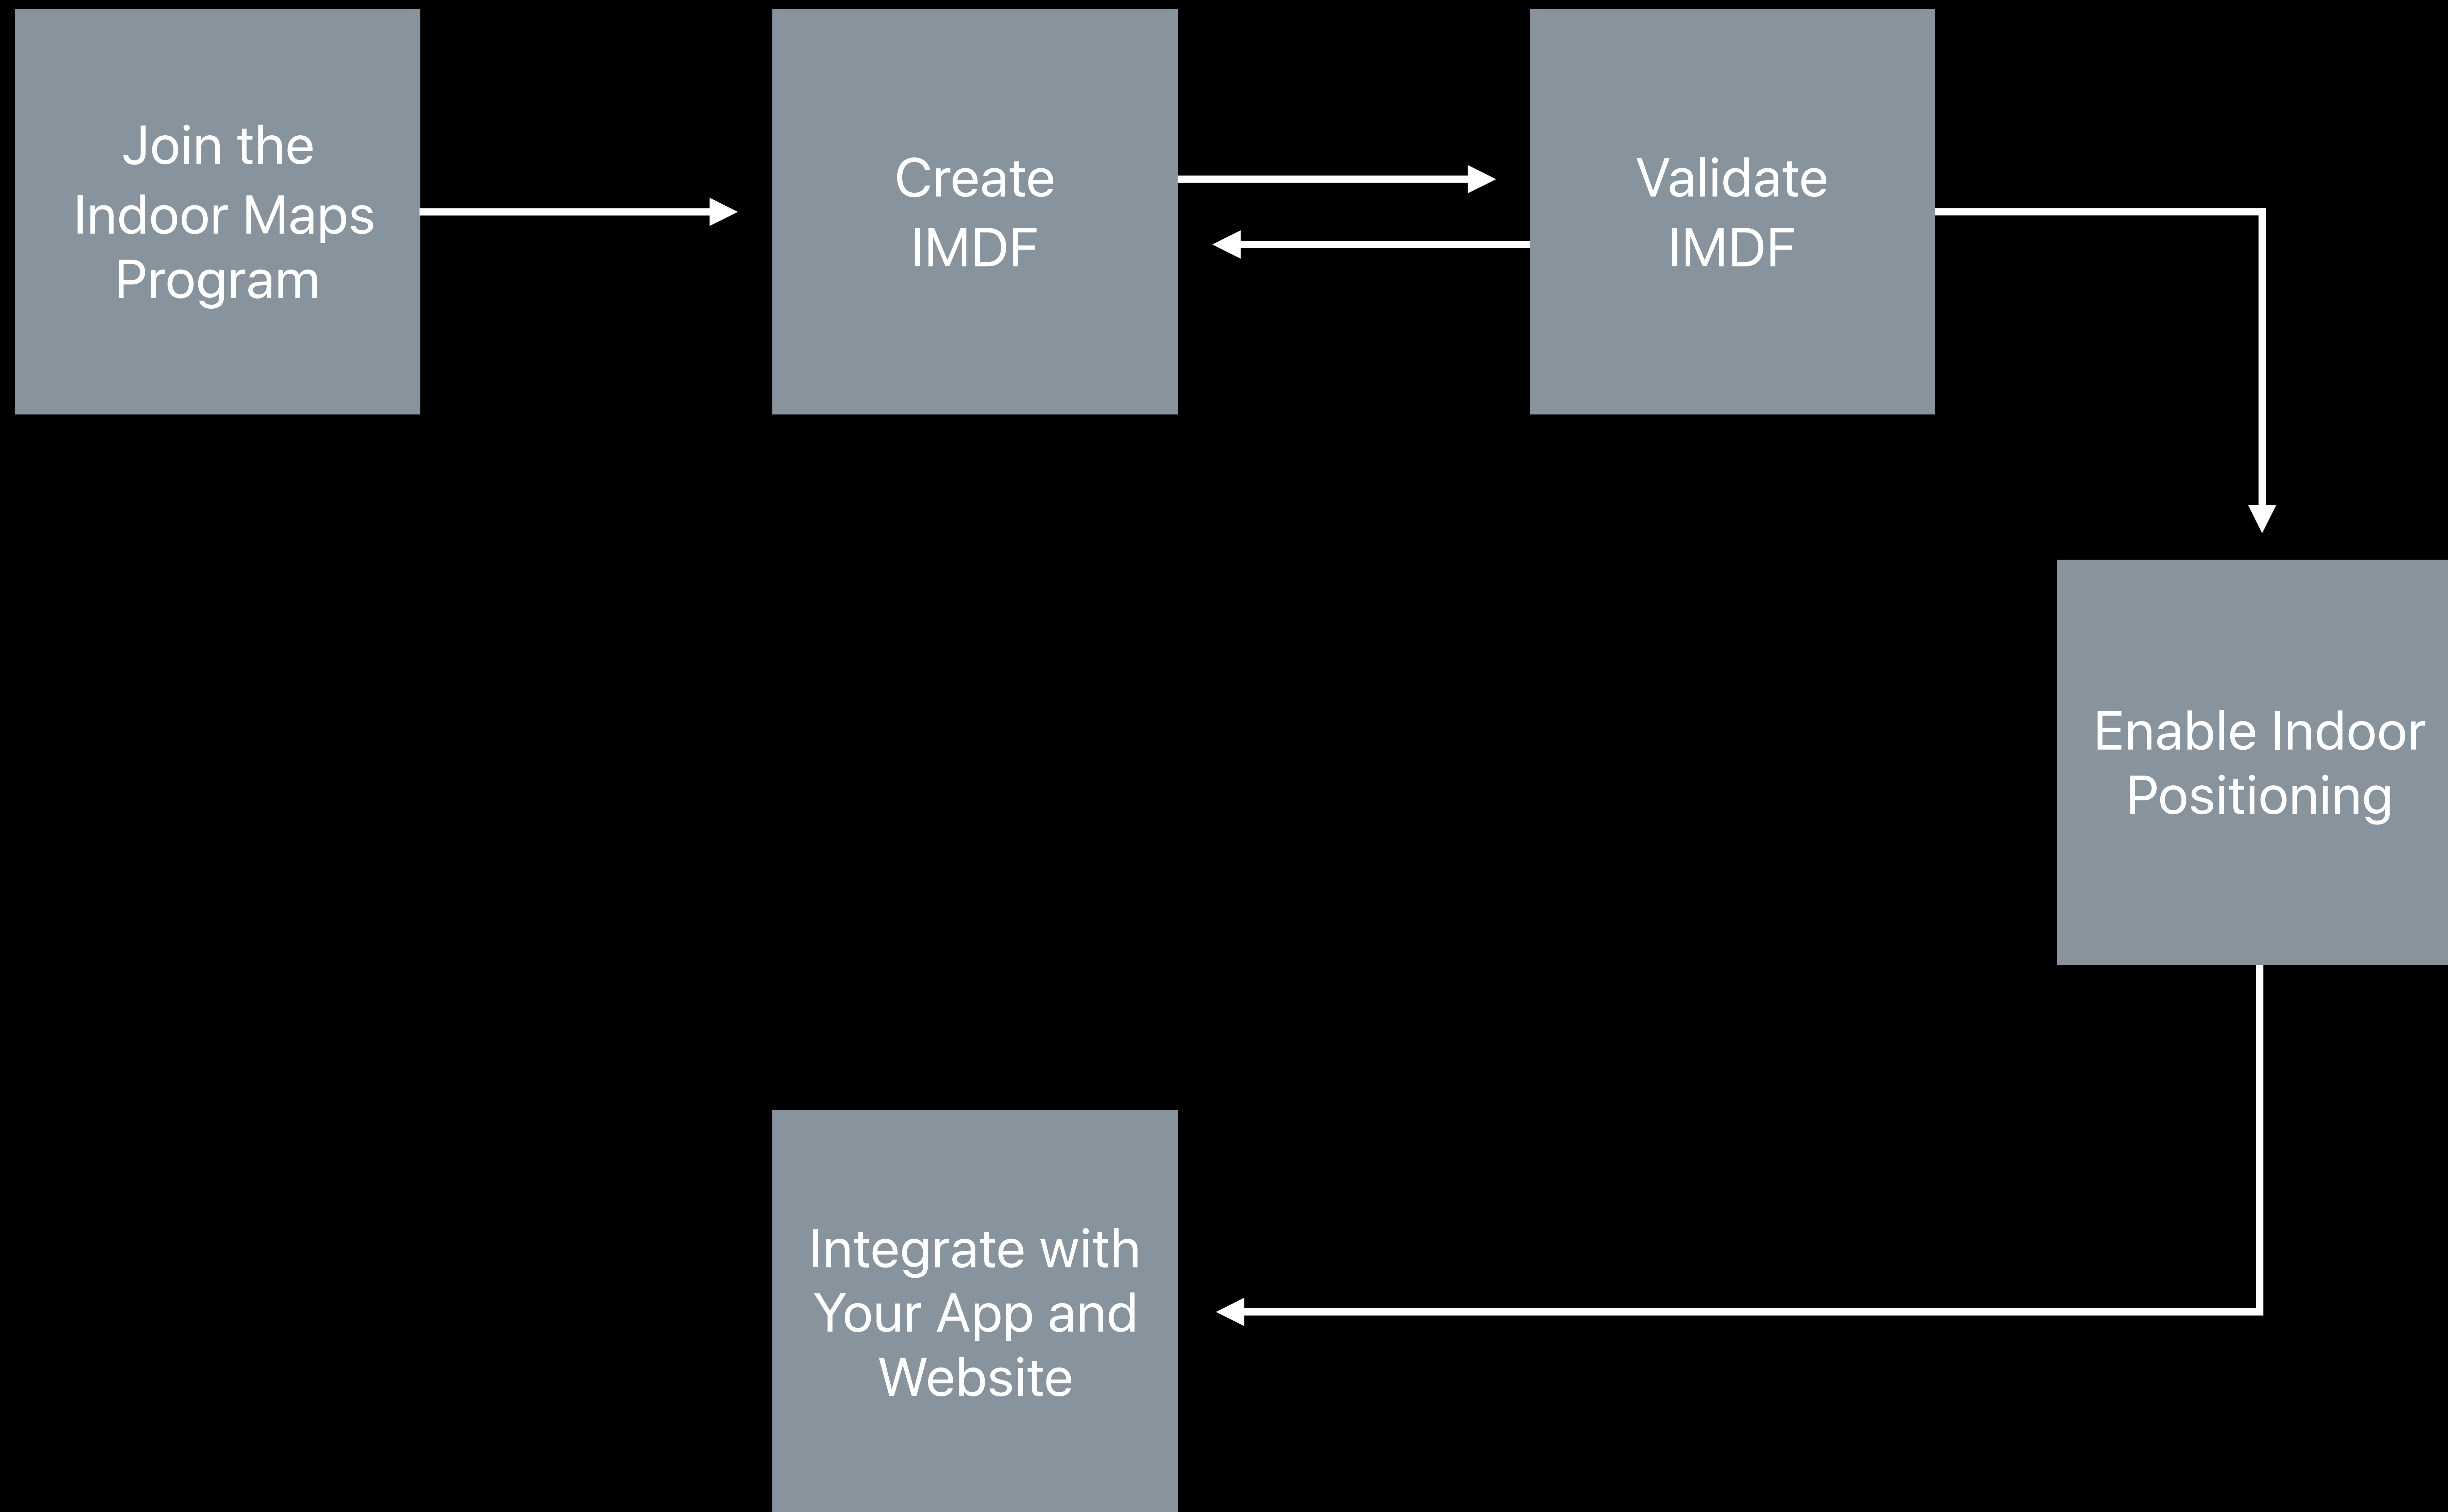 Join the
Indoor Maps
Program
Create
IMDF
Validate
IMDF
Enable Indoor
Positioning
Integrate with
Your App and
Website